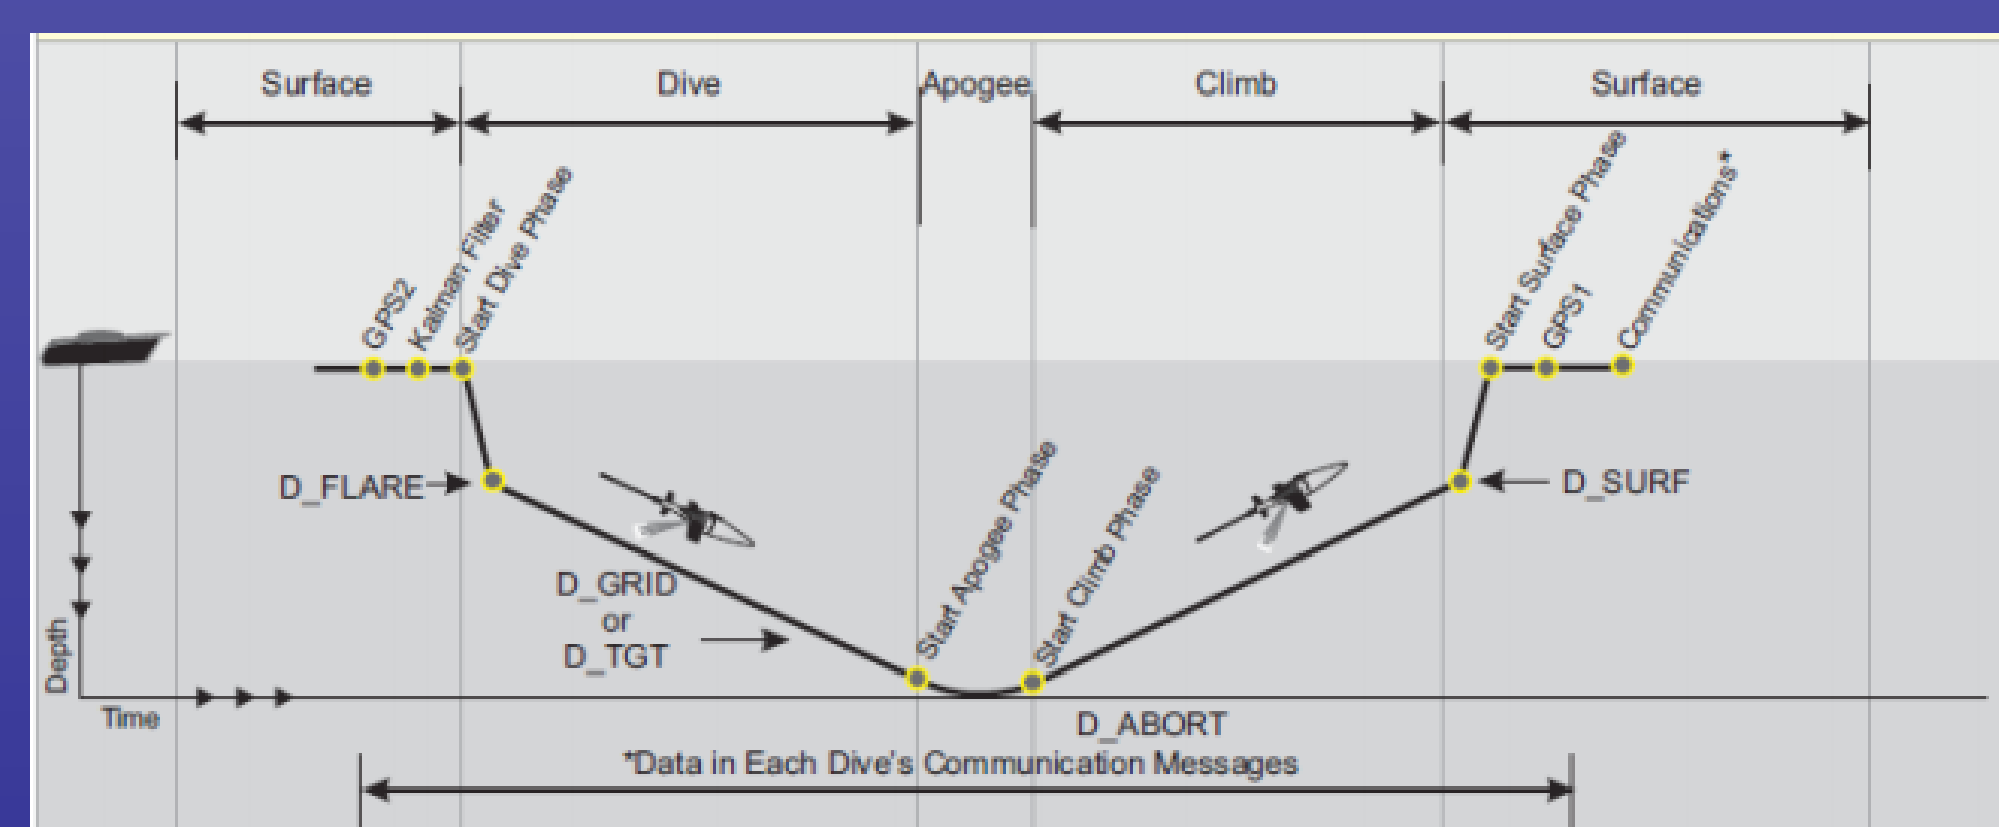 Surface
Dive
Apogee
Climb
Surface
GPS2
Kalman Filter
Start Dive Phase
Start Surface Phase
GPS1
Communications*
D_FLARE
D_SURF
D_GRID
or
D_TGT
Start Apogee Phase
Start Climb Phase
Depth
Time
D_ABORT
*Data in Each Dive's Communication Messages